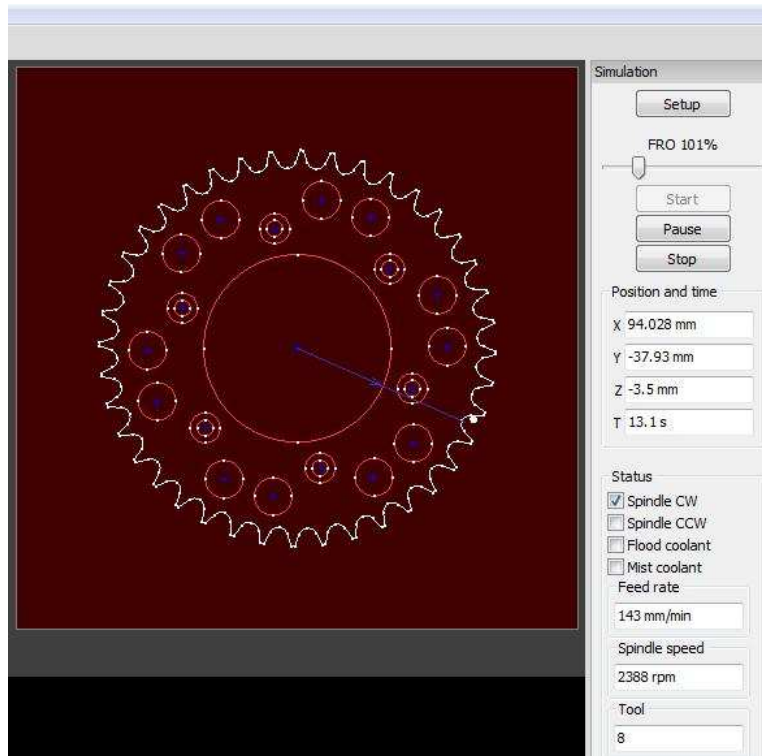 Simulation
Setup
FRO 101%
Start
Pause
Stop
Position and time
X 94.028 mm
Y -37.93 mm
Z -3.5 mm
T 13.1 s
Status
Spindle CW
Spindle CCW
Flood coolant
Mist coolant
Feed rate
143 mm/min
Spindle speed
2388 rpm
Tool
8